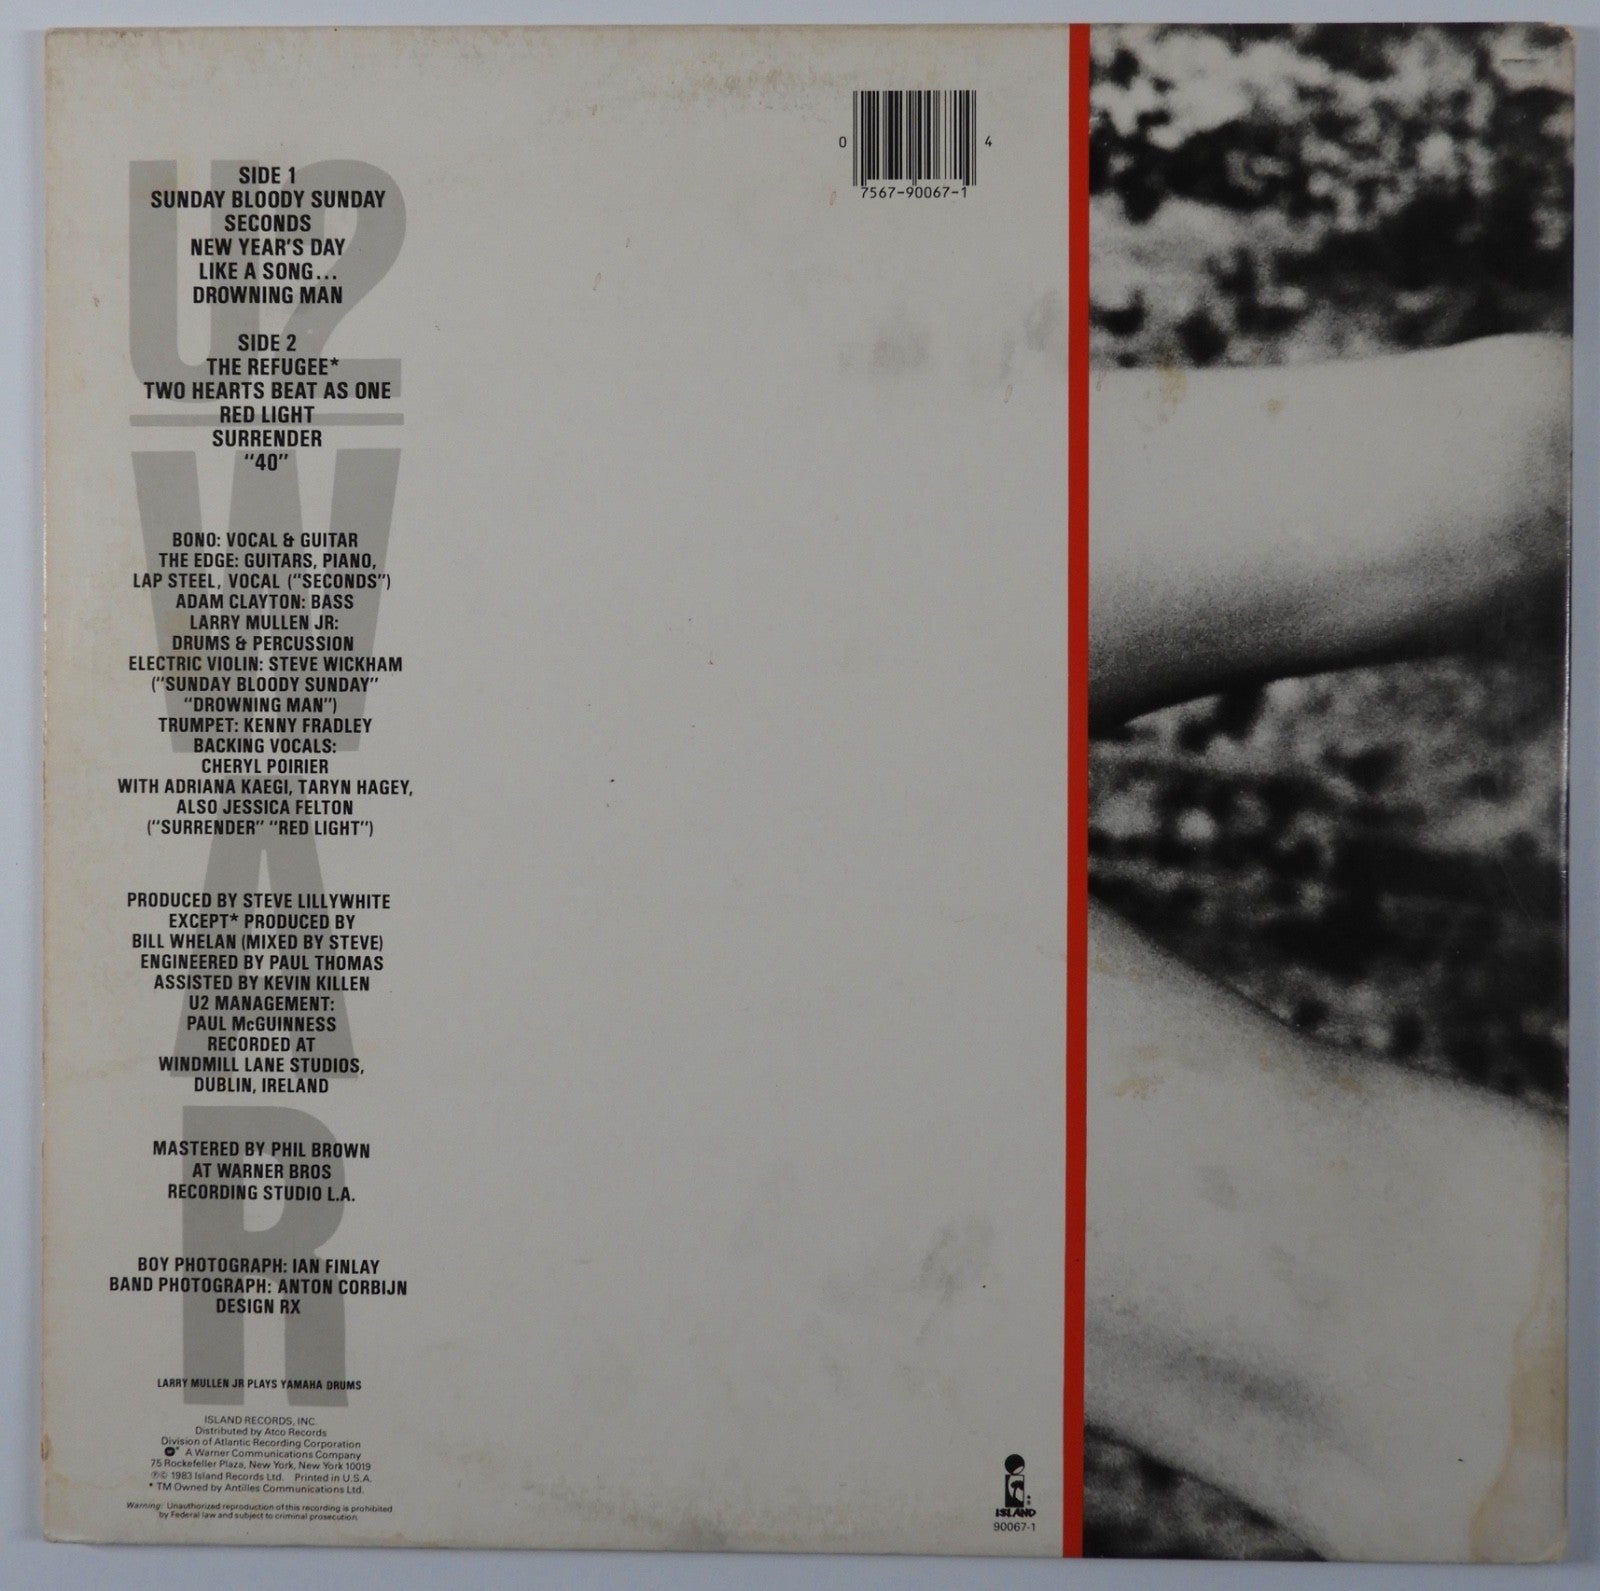 0
4
7567-90067-1
U2
WAR
SIDE 1
SUNDAY BLOODY SUNDAY
SECONDS
NEW YEAR'S DAY
LIKE A SONG...
DROWNING MAN
SIDE 2
THE REFUGEE*
TWO HEARTS BEAT AS ONE
RED LIGHT
SURRENDER
"40"
BONO: VOCAL & GUITAR
THE EDGE: GUITARS, PIANO,
LAP STEEL, VOCAL ("SECONDS")
ADAM CLAYTON: BASS
LARRY MULLEN JR:
DRUMS & PERCUSSION
ELECTRIC VIOLIN: STEVE WICKHAM
("SUNDAY BLOODY SUNDAY"
"DROWNING MAN")
TRUMPET: KENNY FRADLEY
BACKING VOCALS:
CHERYL POIRIER
WITH ADRIANA KAEGI, TARYN HAGEY,
ALSO JESSICA FELTON
("SURRENDER" "RED LIGHT")
PRODUCED BY STEVE LILLYWHITE
EXCEPT* PRODUCED BY
BILL WHELAN (MIXED BY STEVE)
ENGINEERED BY PAUL THOMAS
ASSISTED BY KEVIN KILLEN
U2 MANAGEMENT:
PAUL McGUINNESS
RECORDED AT
WINDMILL LANE STUDIOS,
DUBLIN, IRELAND
MASTERED BY PHIL BROWN
AT WARNER BROS
RECORDING STUDIO L.A.
BOY PHOTOGRAPH: IAN FINLAY
BAND PHOTOGRAPH: ANTON CORBIJN
DESIGN RX
LARRY MULLEN JR PLAYS YAMAHA DRUMS
ISLAND RECORDS, INC.
Distributed by Atco Records
Division of Atlantic Recording Corporation
A Warner Communications Company
75 Rockefeller Plaza, New York, New York 10019
℗© 1983 Island Records Ltd. Printed in U.S.A.
* TM Owned by Antilles Communications Ltd.
Warning: Unauthorized reproduction of this recording is prohibited
by Federal law and subject to criminal prosecution.
ISLAND
90067-1